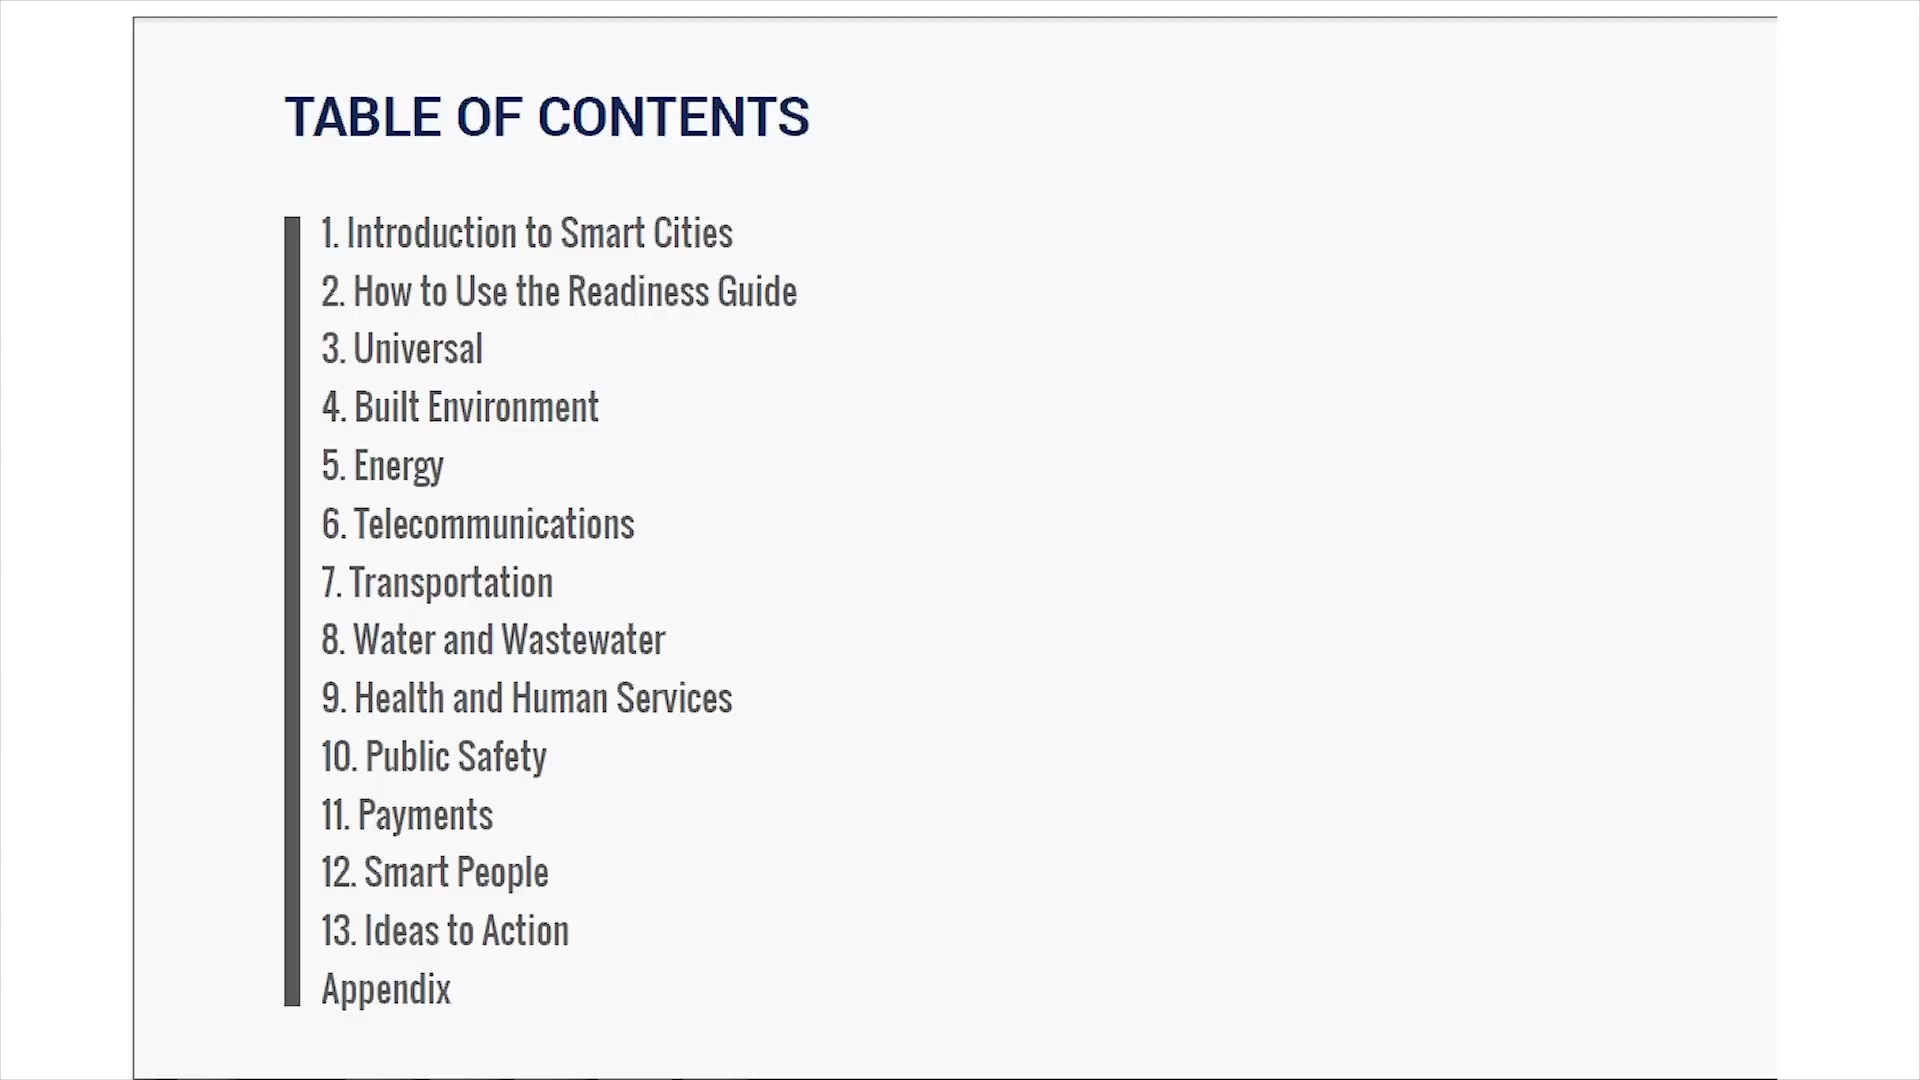 TABLE OF CONTENTS
1. Introduction to Smart Cities
2. How to Use the Readiness Guide
3. Universal
4. Built Environment
5. Energy
6. Telecommunications
7. Transportation
8. Water and Wastewater
9. Health and Human Services
10. Public Safety
11. Payments
12. Smart People
13. Ideas to Action
Appendix